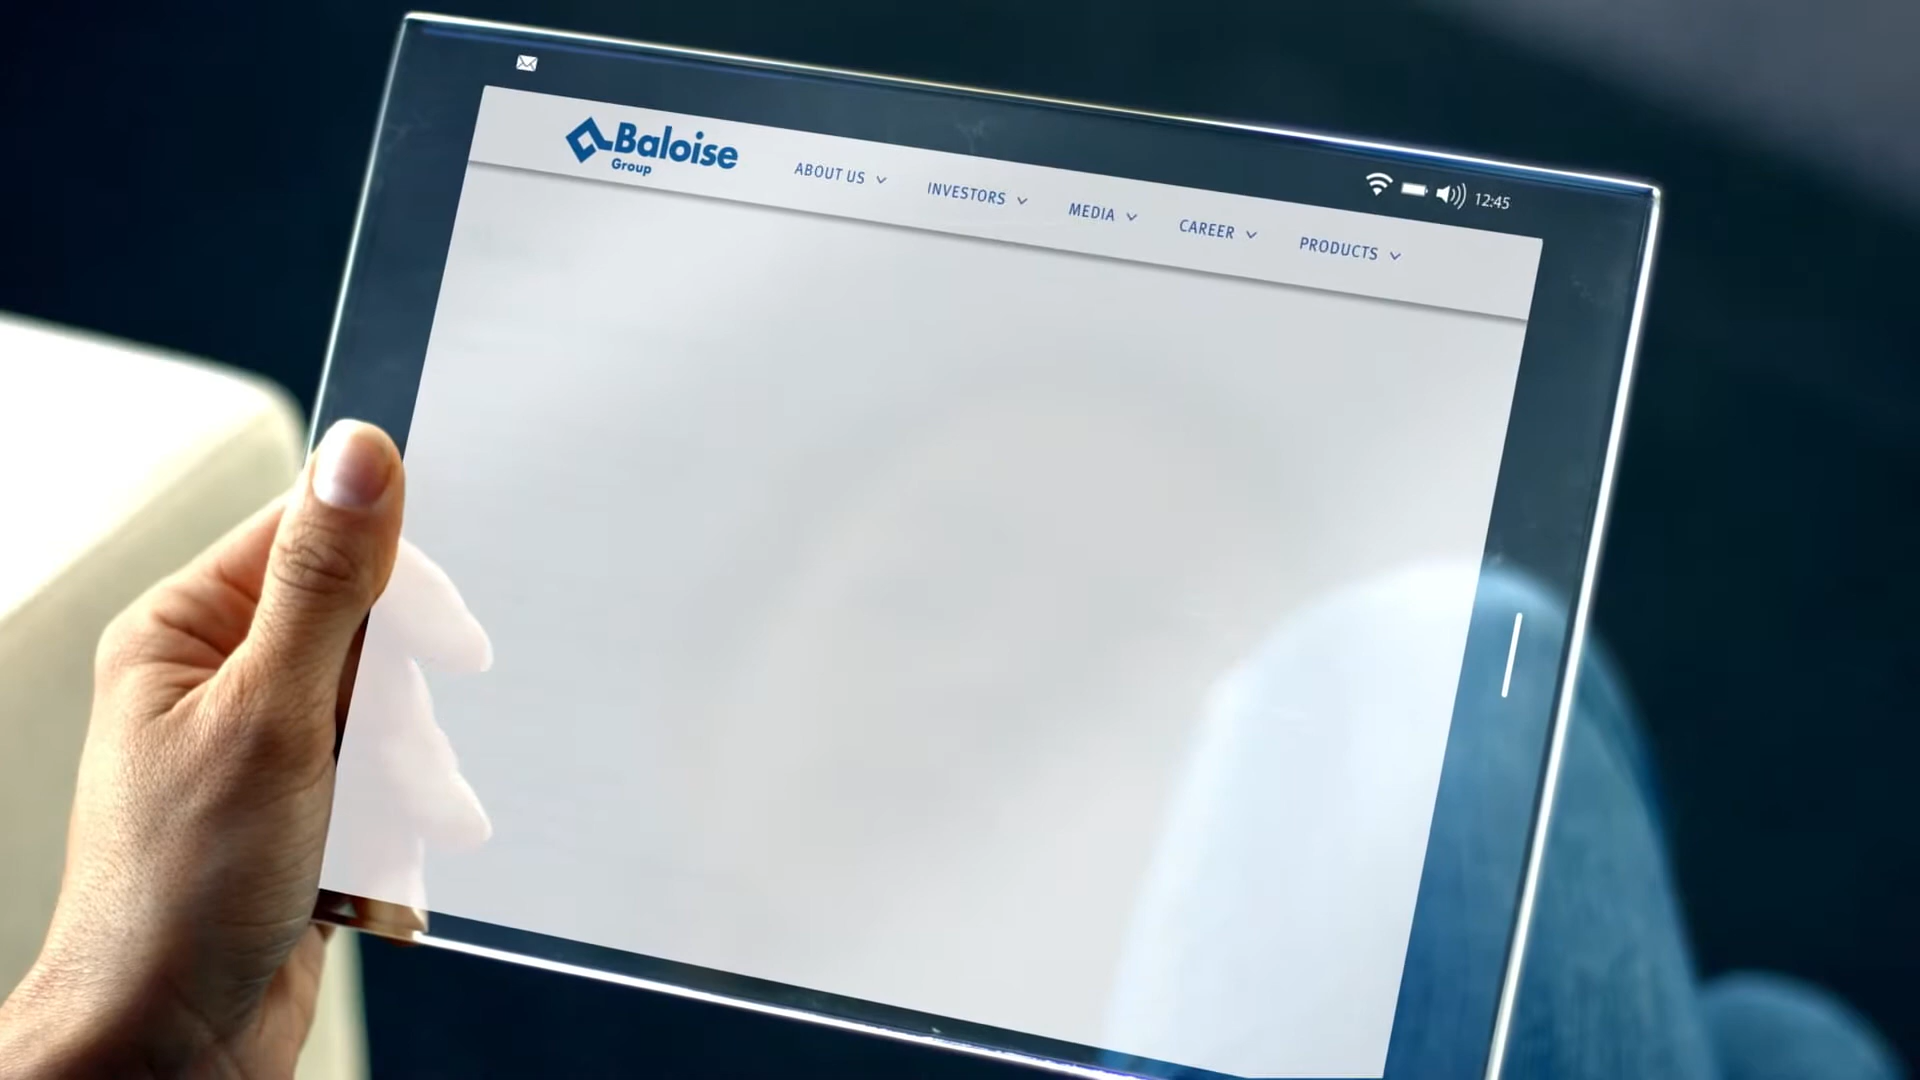 Baloise
Group
ABOUT US
INVESTORS
MEDIA
CAREER
PRODUCTS
12:45